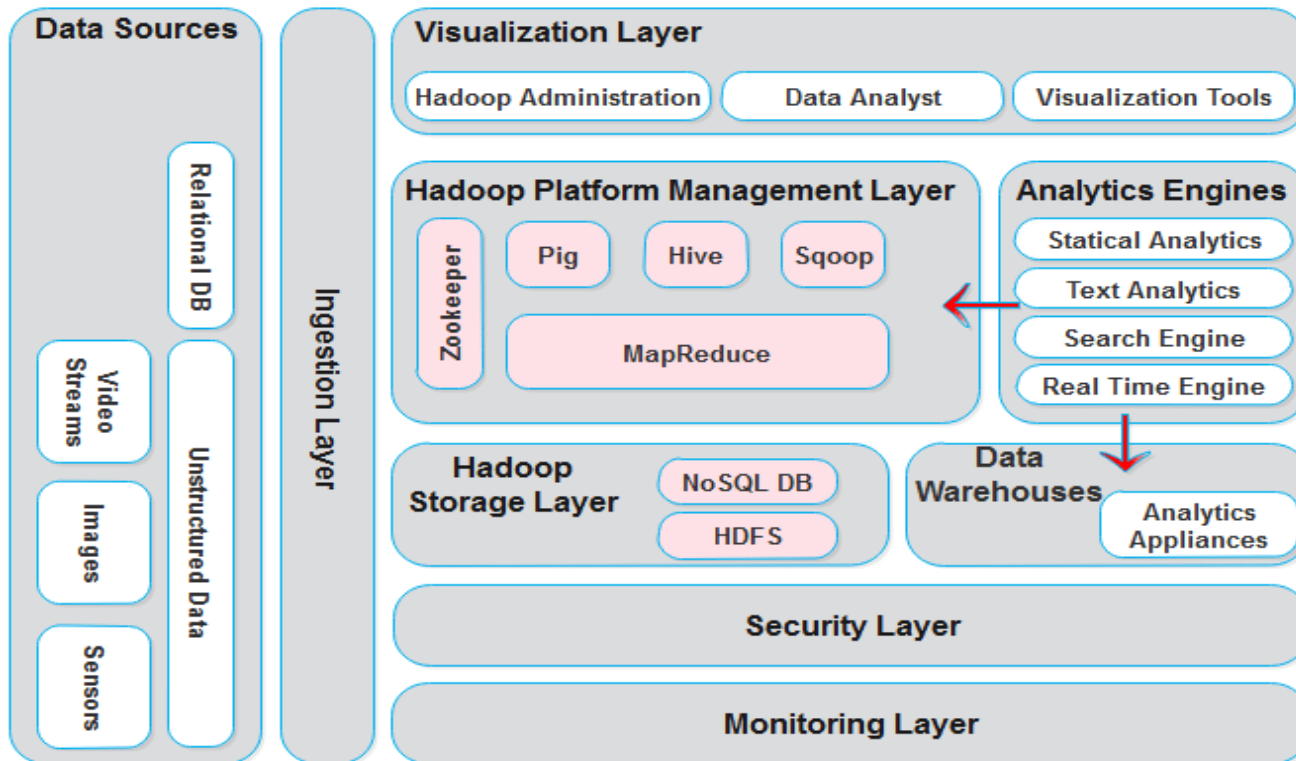 Data Sources
Relational DB
Video
Streams
Images
Sensors
Unstructured Data
Ingestion Layer
Visualization Layer
Hadoop Administration
Data Analyst
Visualization Tools
Hadoop Platform Management Layer
Zookeeper
Pig
Hive
Sqoop
MapReduce
Analytics Engines
Statical Analytics
Text Analytics
Search Engine
Real Time Engine
Hadoop
Storage Layer
NoSQL DB
HDFS
Data
Warehouses
Analytics
Appliances
Security Layer
Monitoring Layer